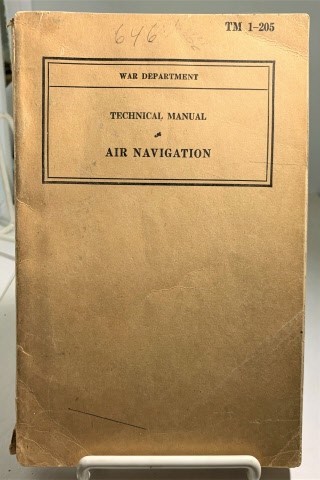 646
TM 1–205
WAR DEPARTMENT
TECHNICAL MANUAL
AIR NAVIGATION